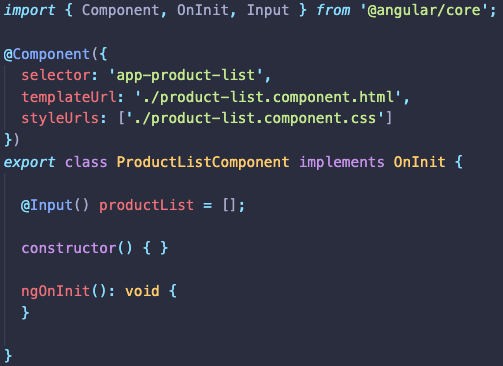 import { Component, OnInit, Input } from '@angular/core';
@Component({
selector: 'app-product-list',
templateUrl: './product-list.component.html',
styleUrls: ['./product-list.component.css']
})
export class ProductListComponent implements OnInit {
@Input() productList = [];
constructor() { }
ngOnInit(): void {
}
}